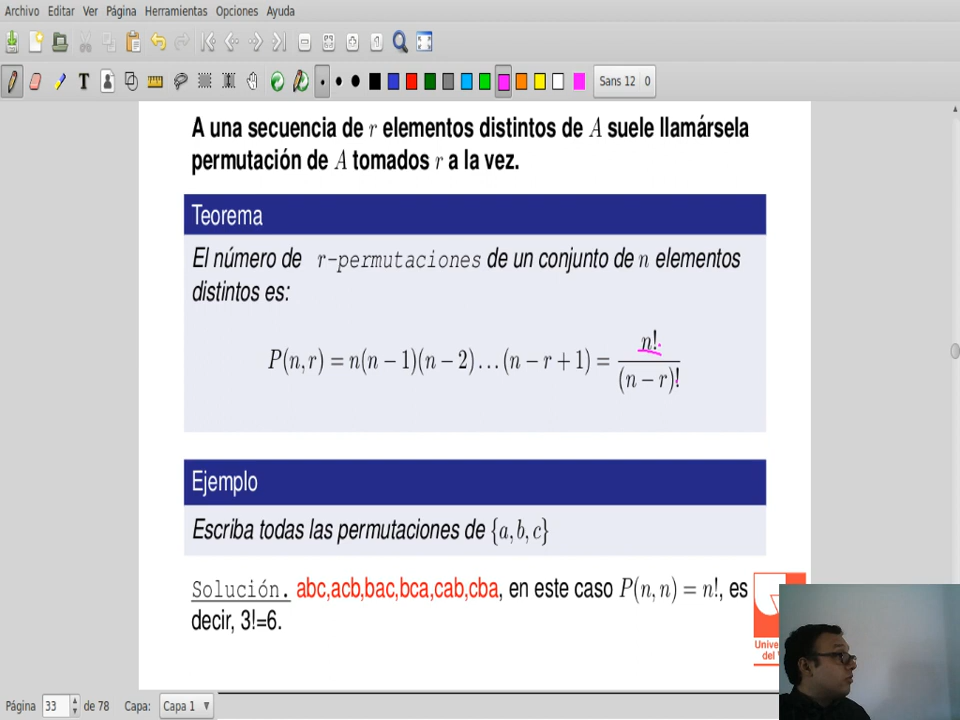 Archivo Editar Ver Página Herramientas Opciones Ayuda
T Sans 12 0
A una secuencia de r elementos distintos de A suele llamársela
permutación de A tomados r a la vez.
Teorema
El número de r-permutaciones de un conjunto de n elementos
distintos es:
P(n,r) = n(n − 1)(n − 2)…(n − r + 1) = n! / (n − r)!
Ejemplo
Escriba todas las permutaciones de {a, b, c}
Solución. abc,acb,bac,bca,cab,cba, en este caso P(n, n) = n!, es
decir, 3!=6.
Unive
del
Página 33 de 78 Capa: Capa 1